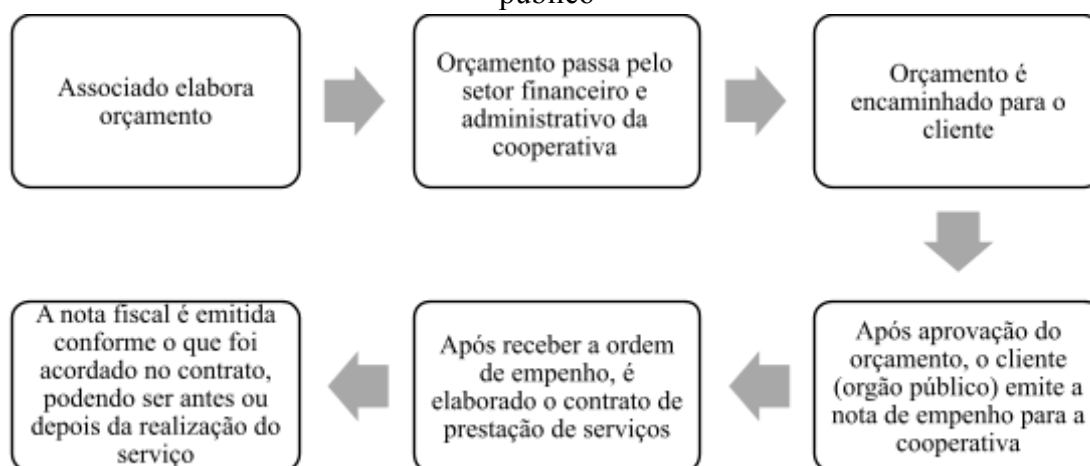 público
Associado elabora
orçamento
Orçamento passa pelo
setor financeiro e
administrativo da
cooperativa
Orçamento é
encaminhado para o
cliente
Após aprovação do
orçamento, o cliente
(orgão público) emite a
nota de empenho para a
cooperativa
Após receber a ordem
de empenho, é
elaborado o contrato de
prestação de serviços
A nota fiscal é emitida
conforme o que foi
acordado no contrato,
podendo ser antes ou
depois da realização do
serviço